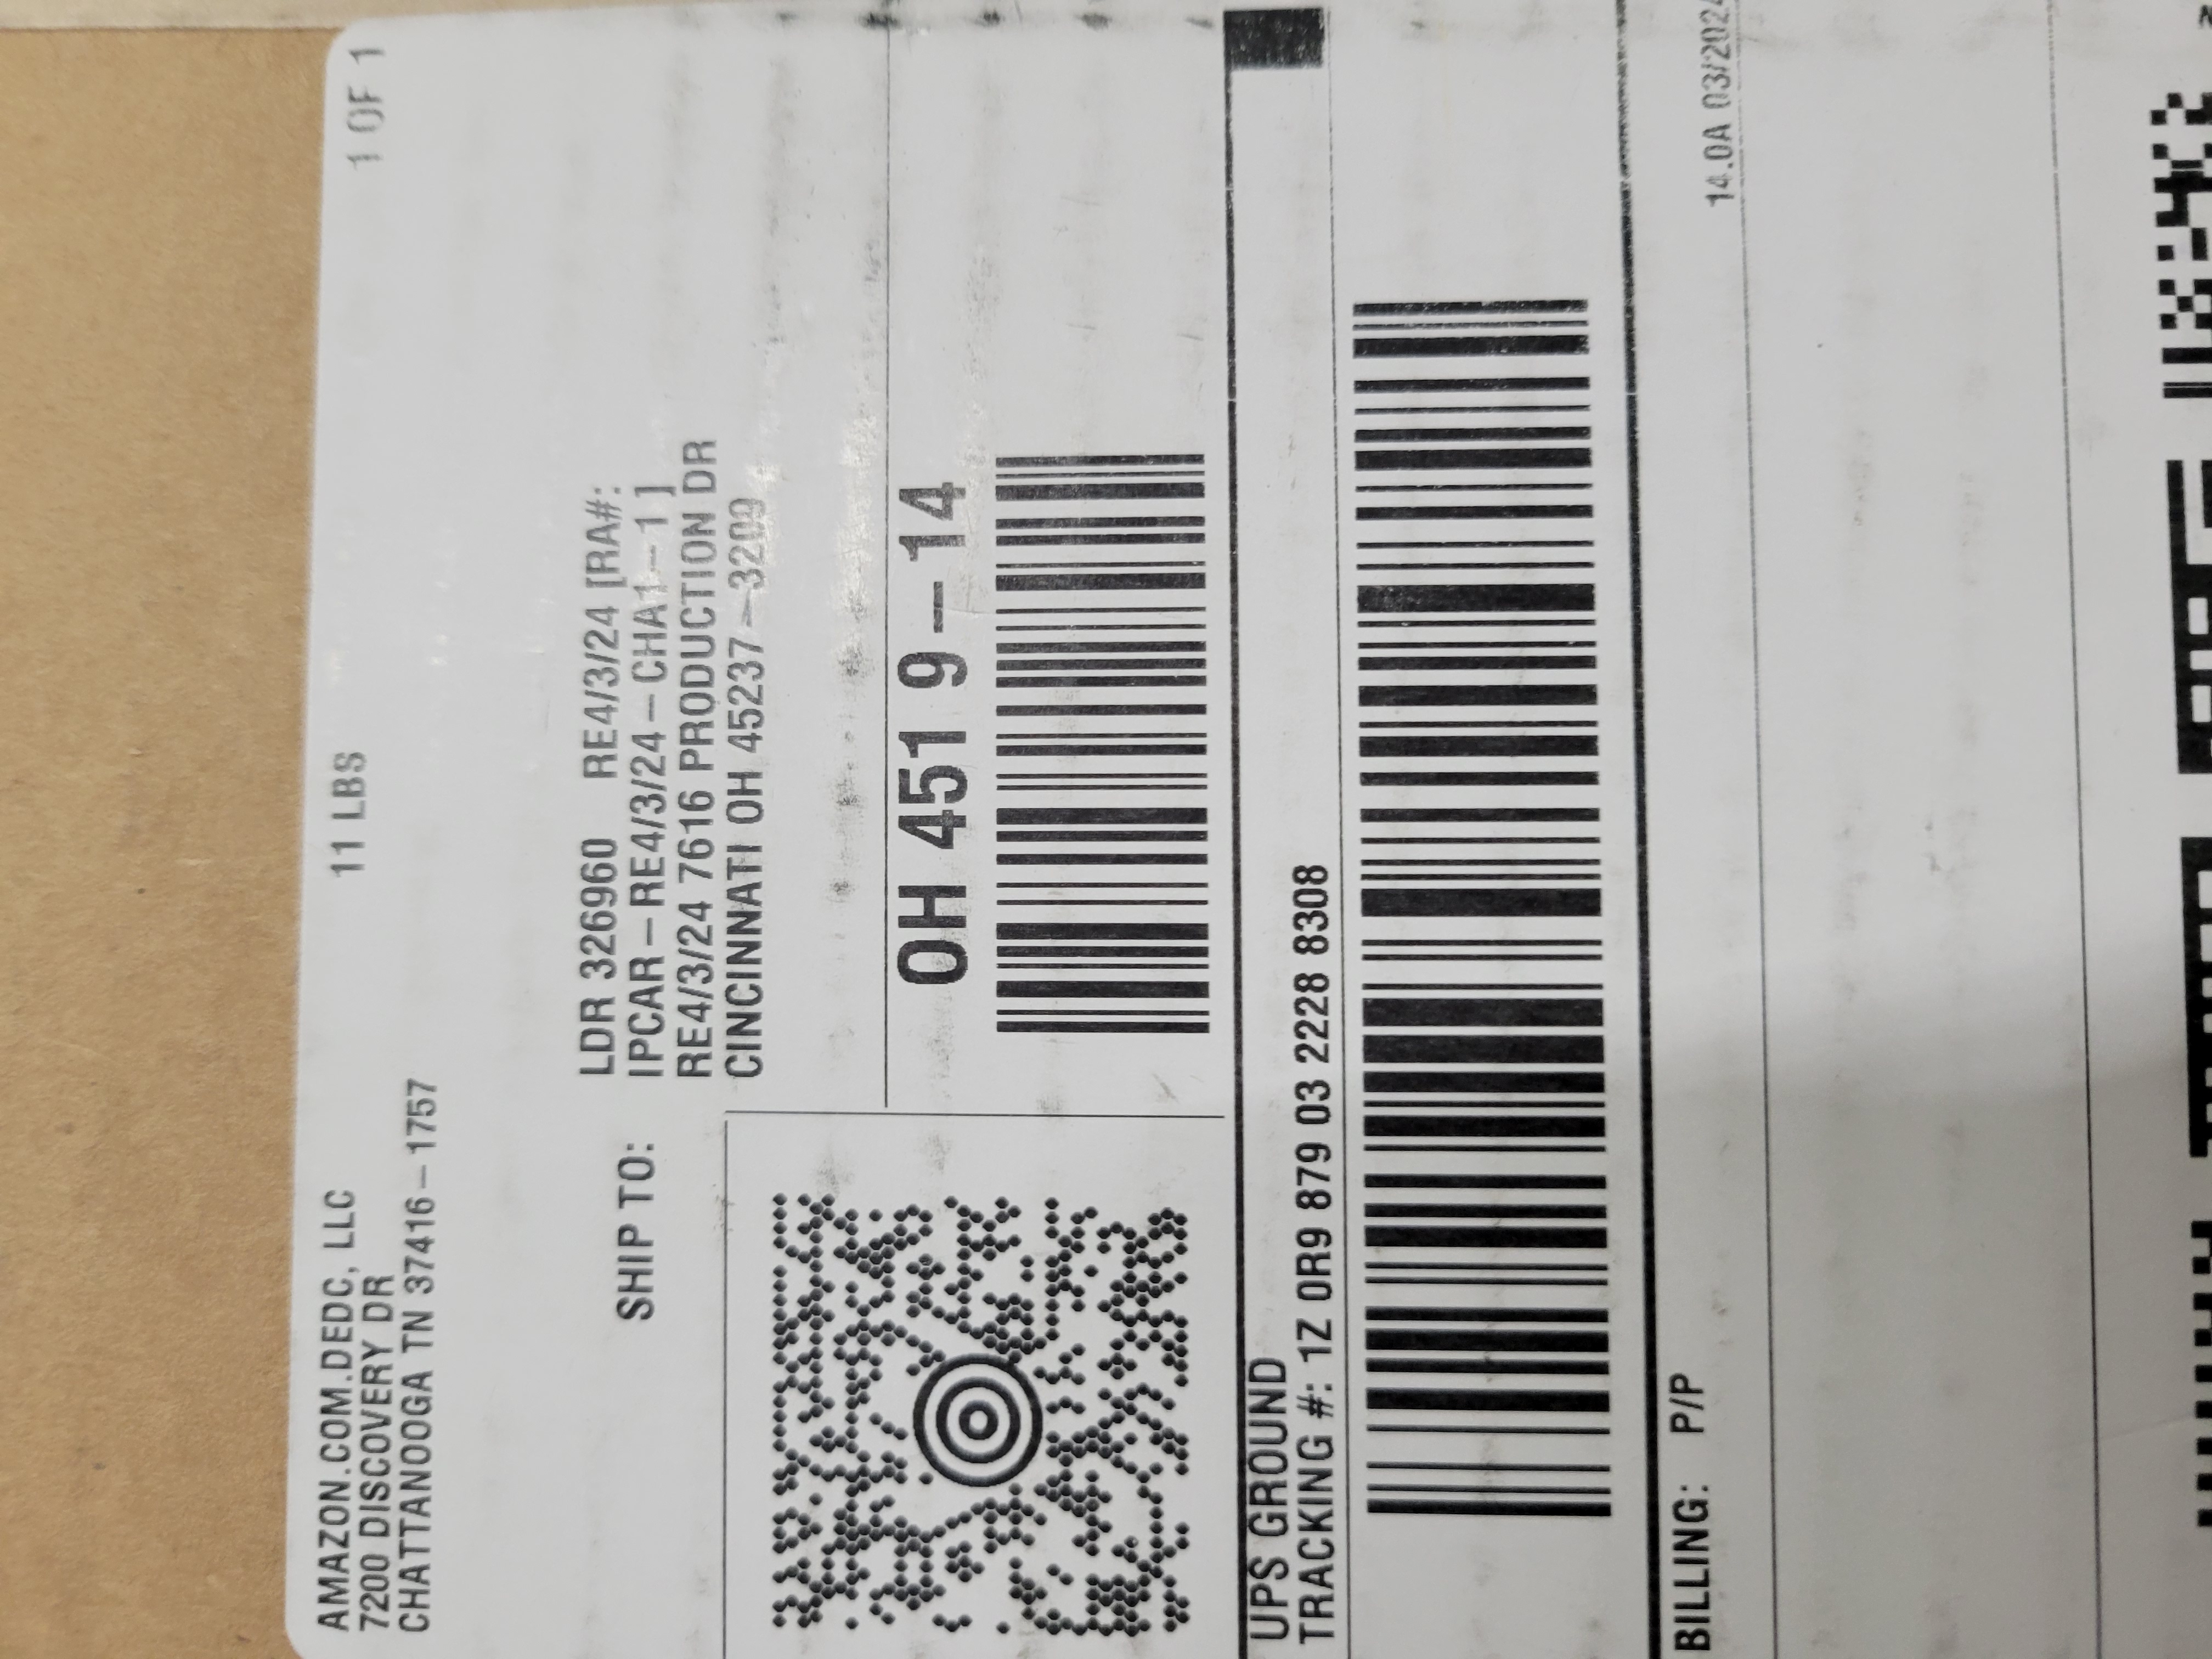 AMAZON.COM.DEDC, LLC
7200 DISCOVERY DR
CHATTANOOGA TN 37416-1757
11 LBS
1 OF 1
SHIP TO:
LDR 326960 RE4/3/24 [RA#:
IPCAR-RE4/3/24-CHA1-1 ]
RE4/3/24 7616 PRODUCTION DR
CINCINNATI OH 45237-3209
OH 451 9-14
UPS GROUND
TRACKING #: 1Z 0R9 879 03 2228 8308
BILLING: P/P
14.0A 03/2024